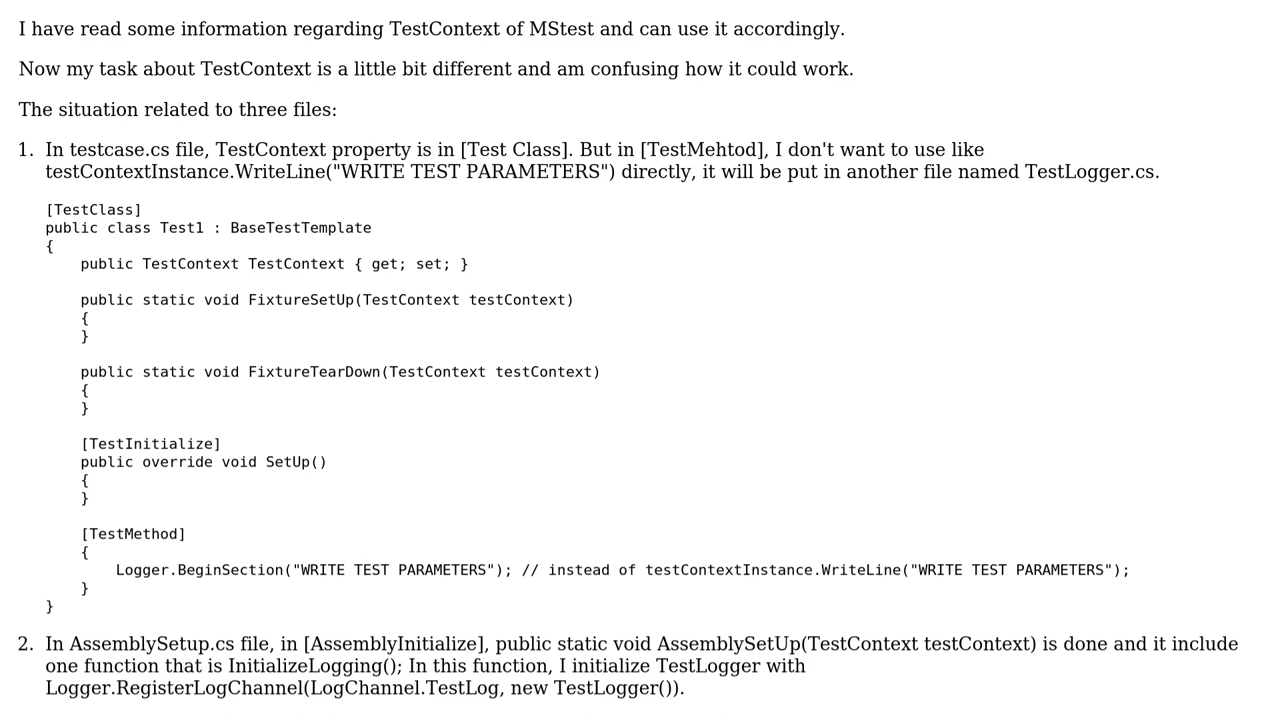 I have read some information regarding TestContext of MStest and can use it accordingly.
Now my task about TestContext is a little bit different and am confusing how it could work.
The situation related to three files:
1. In testcase.cs file, TestContext property is in [Test Class]. But in [TestMehtod], I don't want to use like
testContextInstance.WriteLine("WRITE TEST PARAMETERS") directly, it will be put in another file named TestLogger.cs.
[TestClass]
public class Test1 : BaseTestTemplate
{
    public TestContext TestContext { get; set; }
    public static void FixtureSetUp(TestContext testContext)
    {
    }
    public static void FixtureTearDown(TestContext testContext)
    {
    }
    [TestInitialize]
    public override void SetUp()
    {
    }
    [TestMethod]
    {
        Logger.BeginSection("WRITE TEST PARAMETERS"); // instead of testContextInstance.WriteLine("WRITE TEST PARAMETERS");
    }
}
2. In AssemblySetup.cs file, in [AssemblyInitialize], public static void AssemblySetUp(TestContext testContext) is done and it include
one function that is InitializeLogging(); In this function, I initialize TestLogger with
Logger.RegisterLogChannel(LogChannel.TestLog, new TestLogger()).